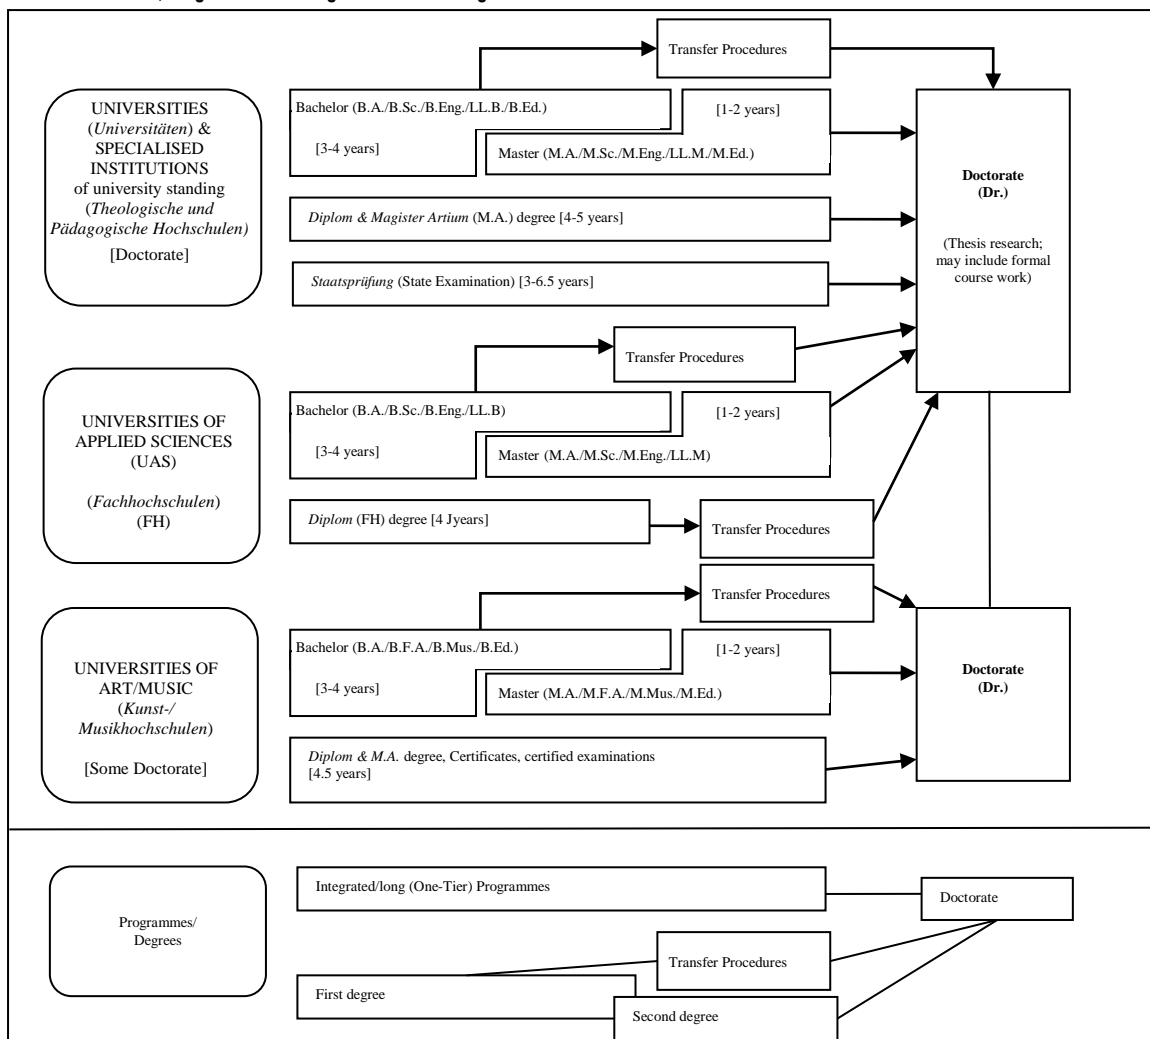 Transfer Procedures
UNIVERSITIES
(Universitäten) &
SPECIALISED
INSTITUTIONS
of university standing
(Theologische und
Pädagogische Hochschulen)
[Doctorate]
. Bachelor (B.A./B.Sc./B.Eng./LL.B./B.Ed.)
[3-4 years]
[1-2 years]
Master (M.A./M.Sc./M.Eng./LL.M./M.Ed.)
Diplom & Magister Artium (M.A.) degree [4-5 years]
Staatsprüfung (State Examination) [3-6.5 years]
Doctorate
(Dr.)
(Thesis research;
may include formal
course work)
Transfer Procedures
UNIVERSITIES OF
APPLIED SCIENCES
(UAS)
(Fachhochschulen)
(FH)
. Bachelor (B.A./B.Sc./B.Eng./LL.B)
[3-4 years]
[1-2 years]
Master (M.A./M.Sc./M.Eng./LL.M)
Diplom (FH) degree [4 Jyears]
Transfer Procedures
Transfer Procedures
UNIVERSITIES OF
ART/MUSIC
(Kunst-/
Musikhochschulen)
[Some Doctorate]
. Bachelor (B.A./B.F.A./B.Mus./B.Ed.)
[3-4 years]
[1-2 years]
Master (M.A./M.F.A./M.Mus./M.Ed.)
Diplom & M.A. degree, Certificates, certified examinations
[4.5 years]
Doctorate
(Dr.)
Programmes/
Degrees
Integrated/long (One-Tier) Programmes
Doctorate
Transfer Procedures
First degree
Second degree